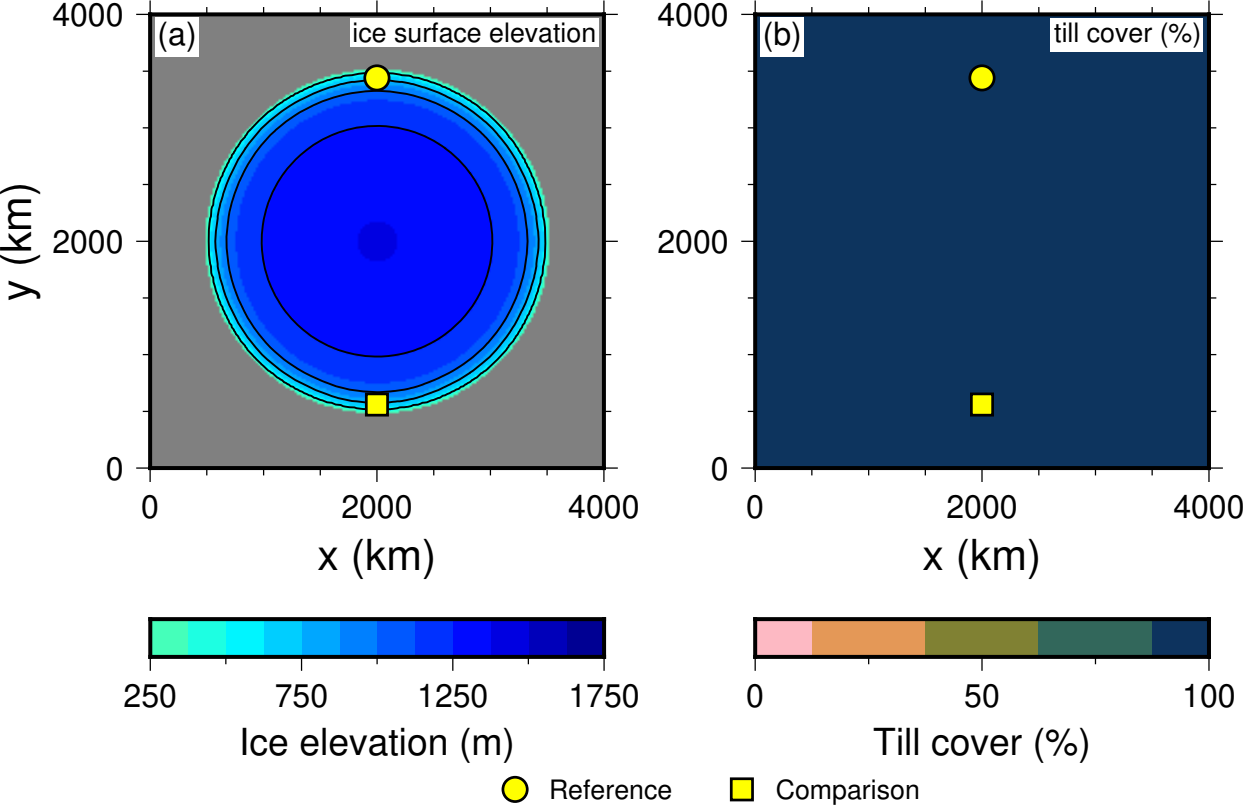 4000
(a)
ice surface elevation
2000
0
y (km)
0
2000
4000
x (km)
4000
(b)
till cover (%)
2000
0
0
2000
4000
x (km)
250
750
1250
1750
Ice elevation (m)
0
50
100
Till cover (%)
Reference
Comparison